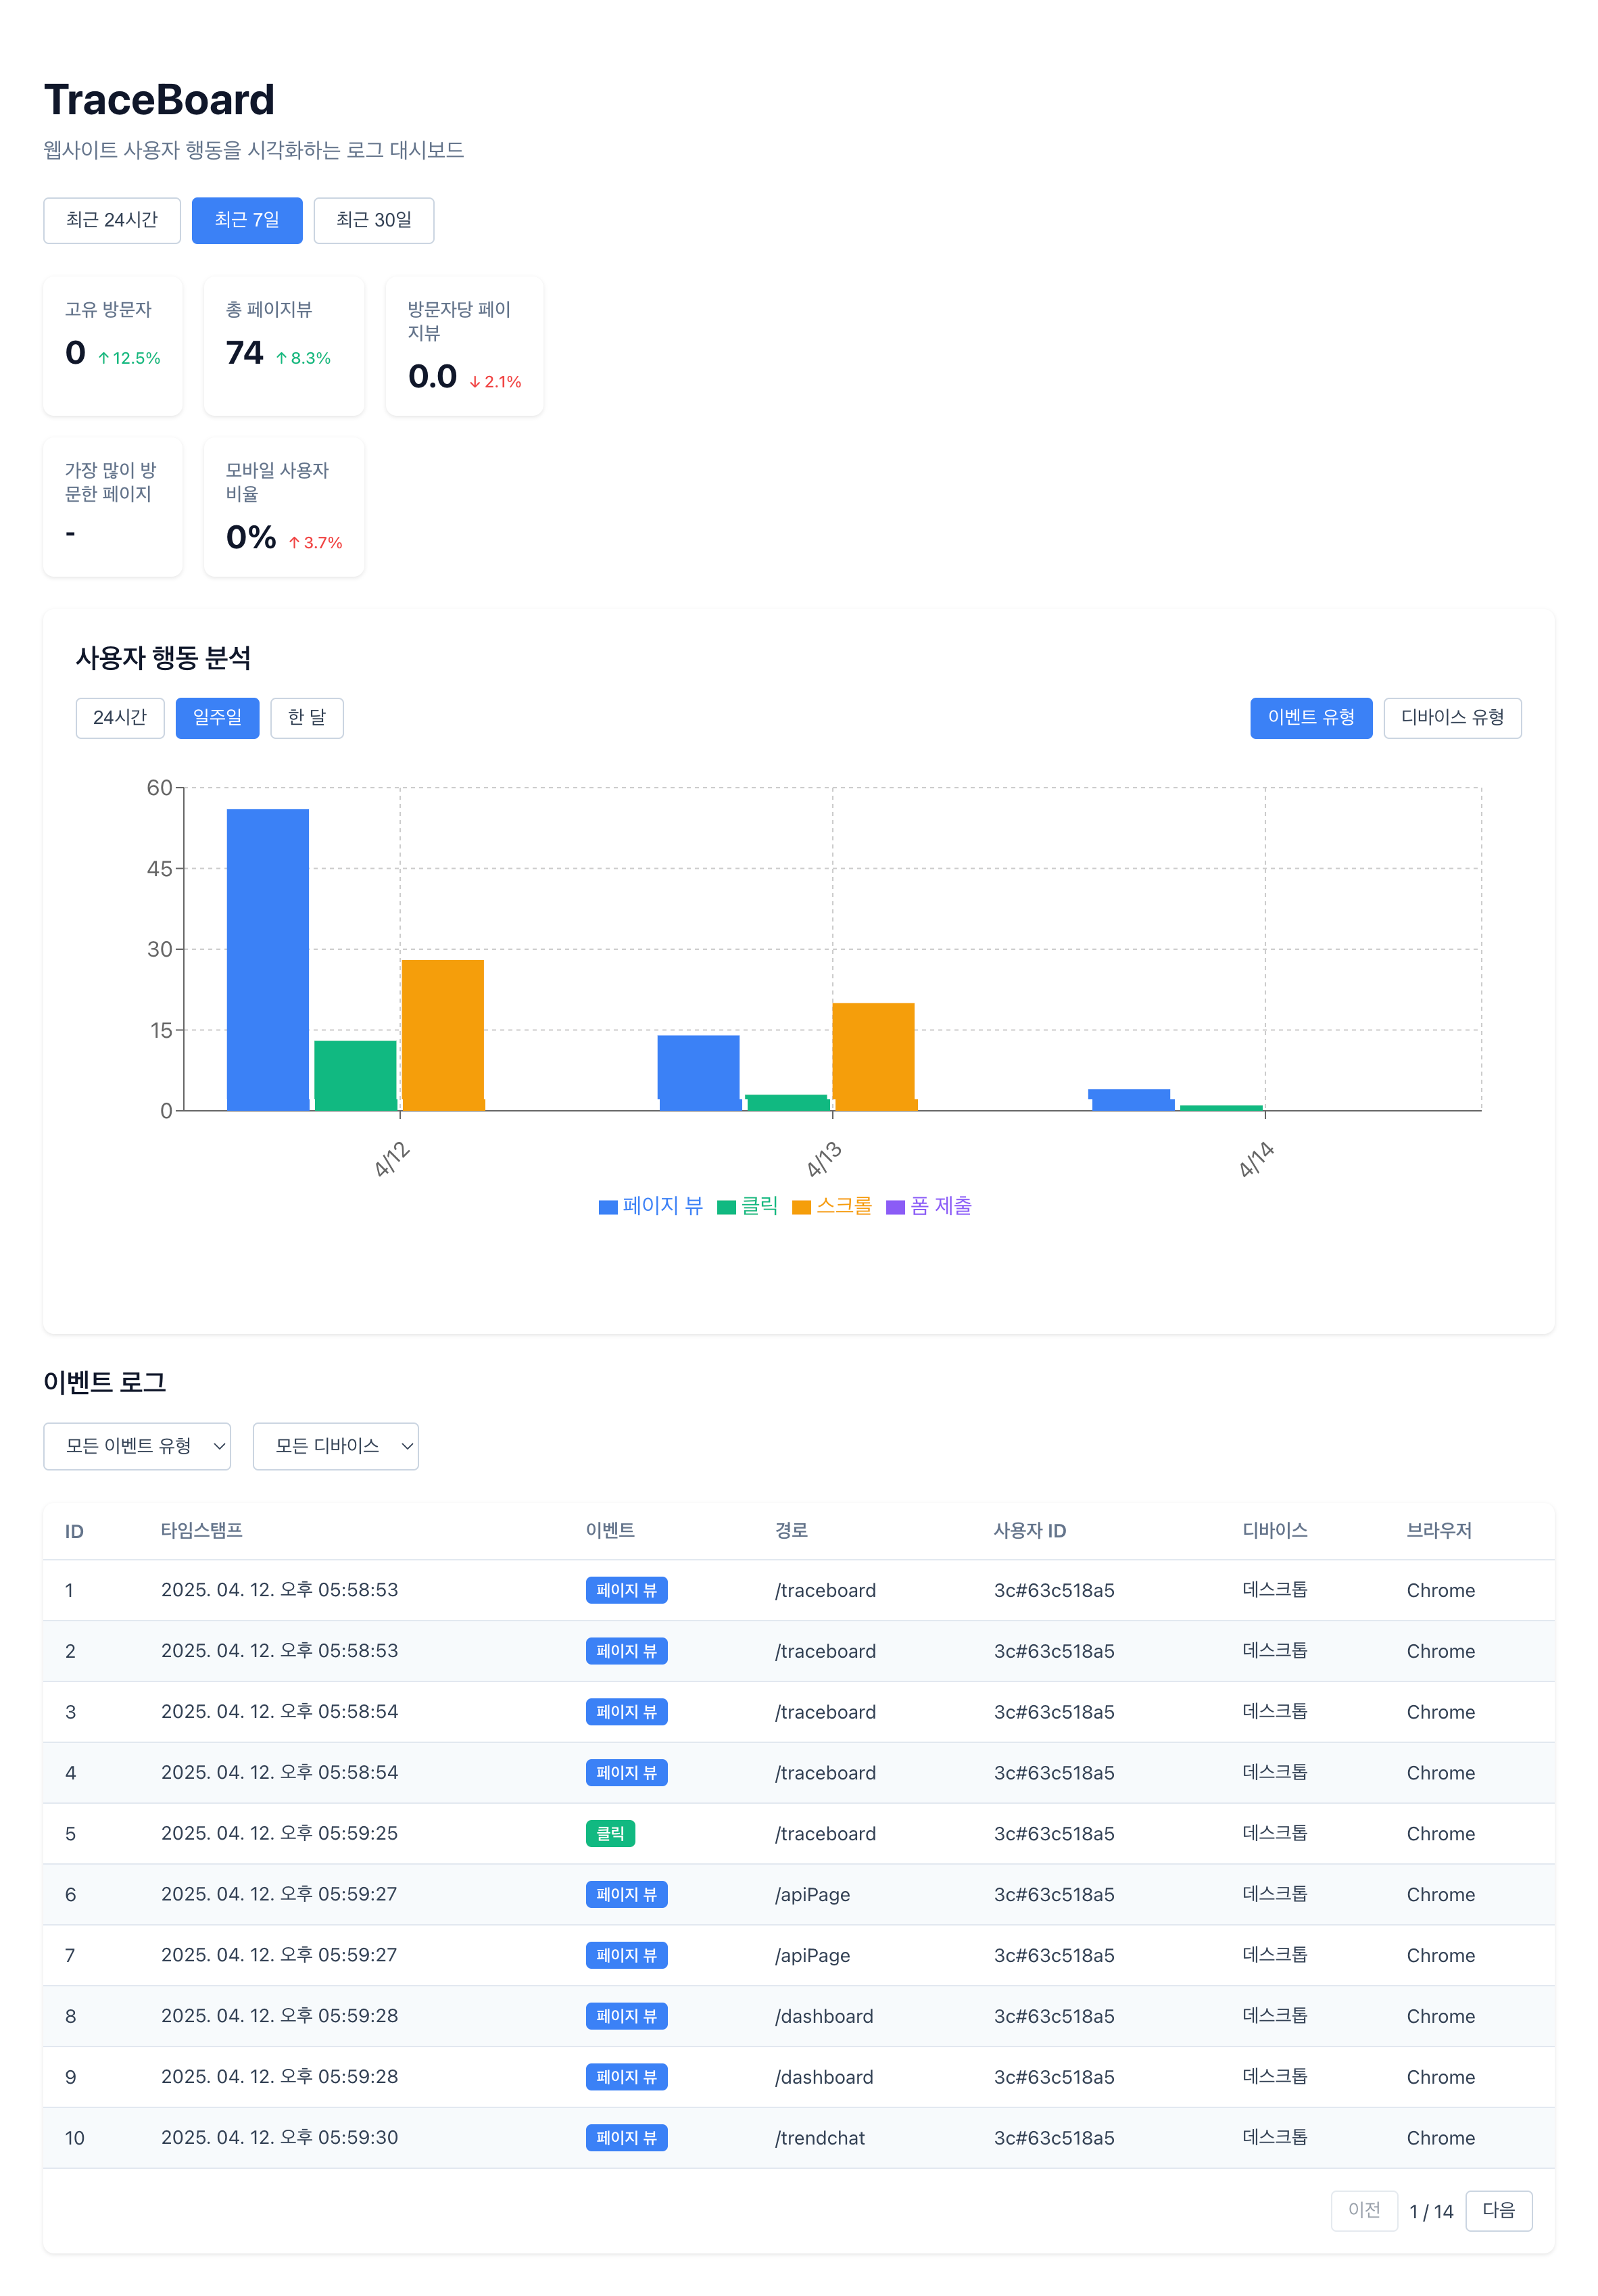 TraceBoard
웹사이트 사용자 행동을 시각화하는 로그 대시보드
최근 24시간 최근 7일 최근 30일
고유 방문자
0 ↑ 12.5%
총 페이지뷰
74 ↑ 8.3%
방문자당 페이
지뷰
0.0 ↓ 2.1%
가장 많이 방
문한 페이지
-
모바일 사용자
비율
0% ↑ 3.7%
사용자 행동 분석
24시간 일주일 한 달 이벤트 유형 디바이스 유형
60
45
30
15
0
4/12 4/13 4/14
페이지 뷰 클릭 스크롤 폼 제출
이벤트 로그
모든 이벤트 유형 모든 디바이스
ID 타임스탬프 이벤트 경로 사용자 ID 디바이스 브라우저
1 2025. 04. 12. 오후 05:58:53 페이지 뷰 /traceboard 3c#63c518a5 데스크톱 Chrome
2 2025. 04. 12. 오후 05:58:53 페이지 뷰 /traceboard 3c#63c518a5 데스크톱 Chrome
3 2025. 04. 12. 오후 05:58:54 페이지 뷰 /traceboard 3c#63c518a5 데스크톱 Chrome
4 2025. 04. 12. 오후 05:58:54 페이지 뷰 /traceboard 3c#63c518a5 데스크톱 Chrome
5 2025. 04. 12. 오후 05:59:25 클릭 /traceboard 3c#63c518a5 데스크톱 Chrome
6 2025. 04. 12. 오후 05:59:27 페이지 뷰 /apiPage 3c#63c518a5 데스크톱 Chrome
7 2025. 04. 12. 오후 05:59:27 페이지 뷰 /apiPage 3c#63c518a5 데스크톱 Chrome
8 2025. 04. 12. 오후 05:59:28 페이지 뷰 /dashboard 3c#63c518a5 데스크톱 Chrome
9 2025. 04. 12. 오후 05:59:28 페이지 뷰 /dashboard 3c#63c518a5 데스크톱 Chrome
10 2025. 04. 12. 오후 05:59:30 페이지 뷰 /trendchat 3c#63c518a5 데스크톱 Chrome
이전 1 / 14 다음